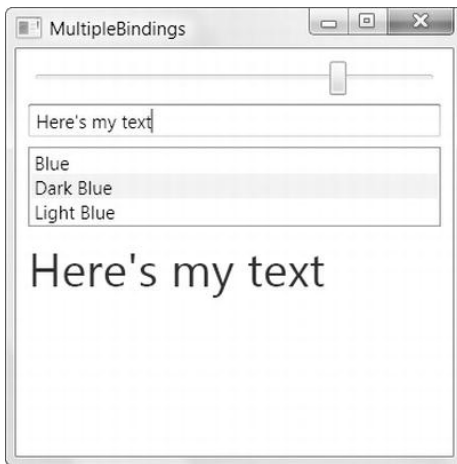 MultipleBindings
Here's my text
Blue
Dark Blue
Light Blue
Here's my text